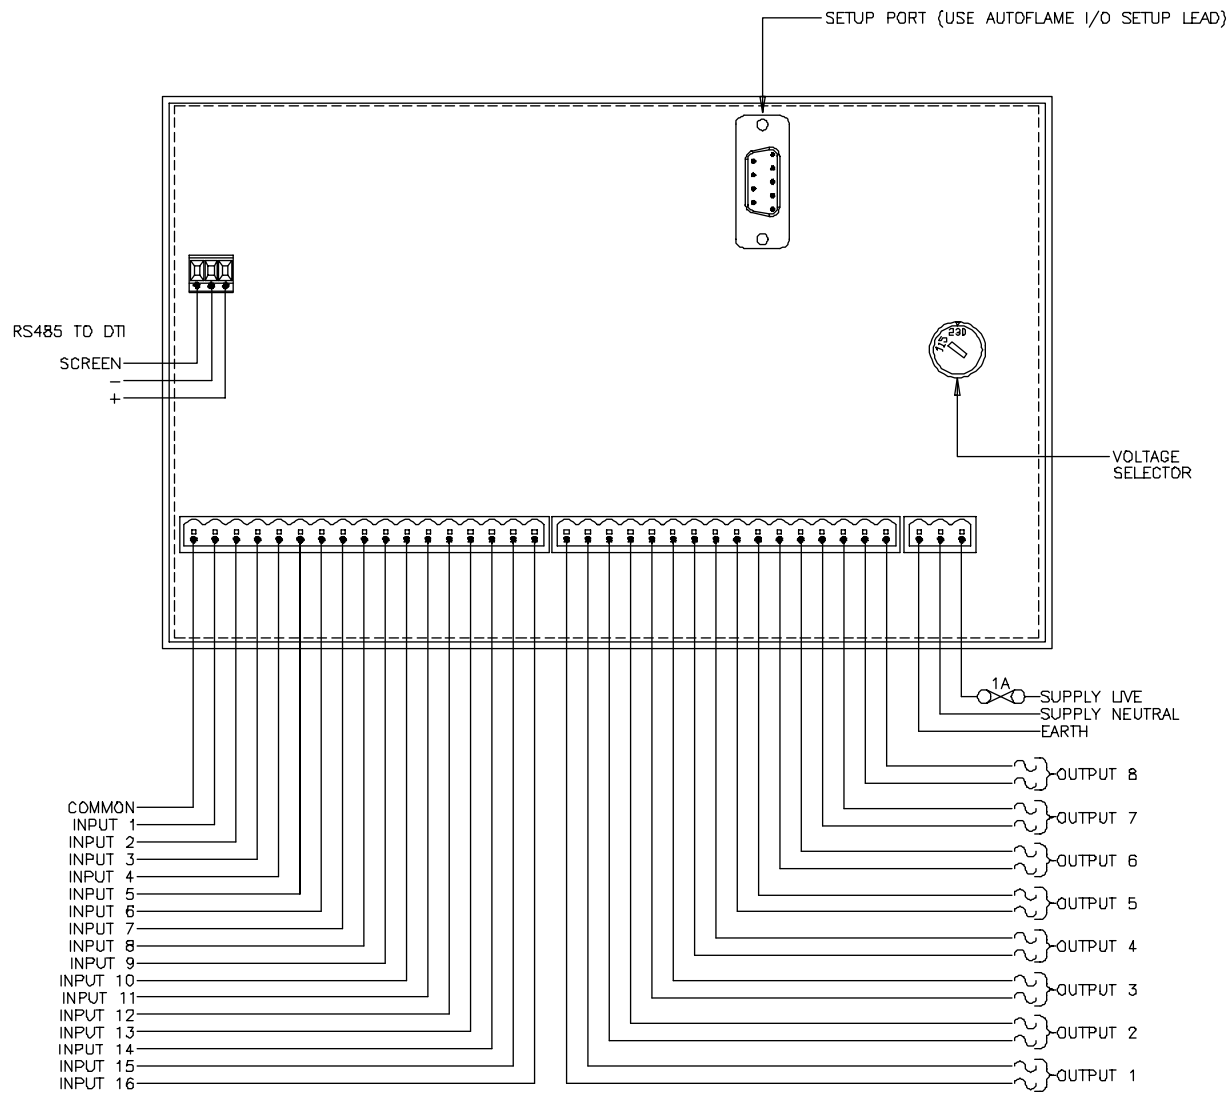 SETUP PORT (USE AUTOFLAME I/O SETUP LEAD)
RS485 TO DTI
SCREEN
-
+
230
115
VOLTAGE
SELECTOR
1A
SUPPLY LIVE
SUPPLY NEUTRAL
EARTH
OUTPUT 8
OUTPUT 7
OUTPUT 6
OUTPUT 5
OUTPUT 4
OUTPUT 3
OUTPUT 2
OUTPUT 1
COMMON
INPUT 1
INPUT 2
INPUT 3
INPUT 4
INPUT 5
INPUT 6
INPUT 7
INPUT 8
INPUT 9
INPUT 10
INPUT 11
INPUT 12
INPUT 13
INPUT 14
INPUT 15
INPUT 16